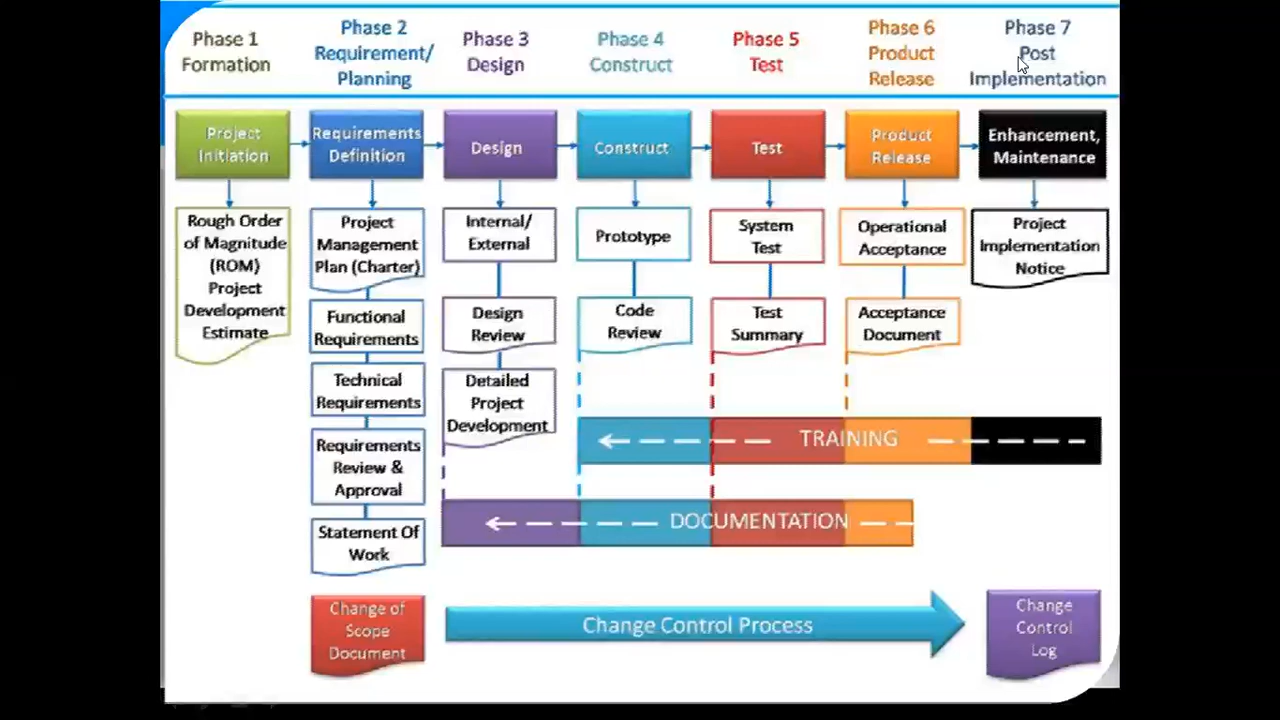 Phase 1
Formation
Phase 2
Requirement/
Planning
Phase 3
Design
Phase 4
Construct
Phase 5
Test
Phase 6
Product
Release
Phase 7
Post
Implementation
Project
Initiation
Requirements
Definition
Design
Construct
Test
Product
Release
Enhancement,
Maintenance
Rough Order
of Magnitude
(ROM)
Project
Development
Estimate
Project
Management
Plan (Charter)
Functional
Requirements
Technical
Requirements
Requirements
Review &
Approval
Statement Of
Work
Internal/
External
Design
Review
Detailed
Project
Development
Prototype
Code
Review
System
Test
Test
Summary
Operational
Acceptance
Acceptance
Document
Project
Implementation
Notice
TRAINING
DOCUMENTATION
Change of
Scope
Document
Change Control Process
Change
Control
Log